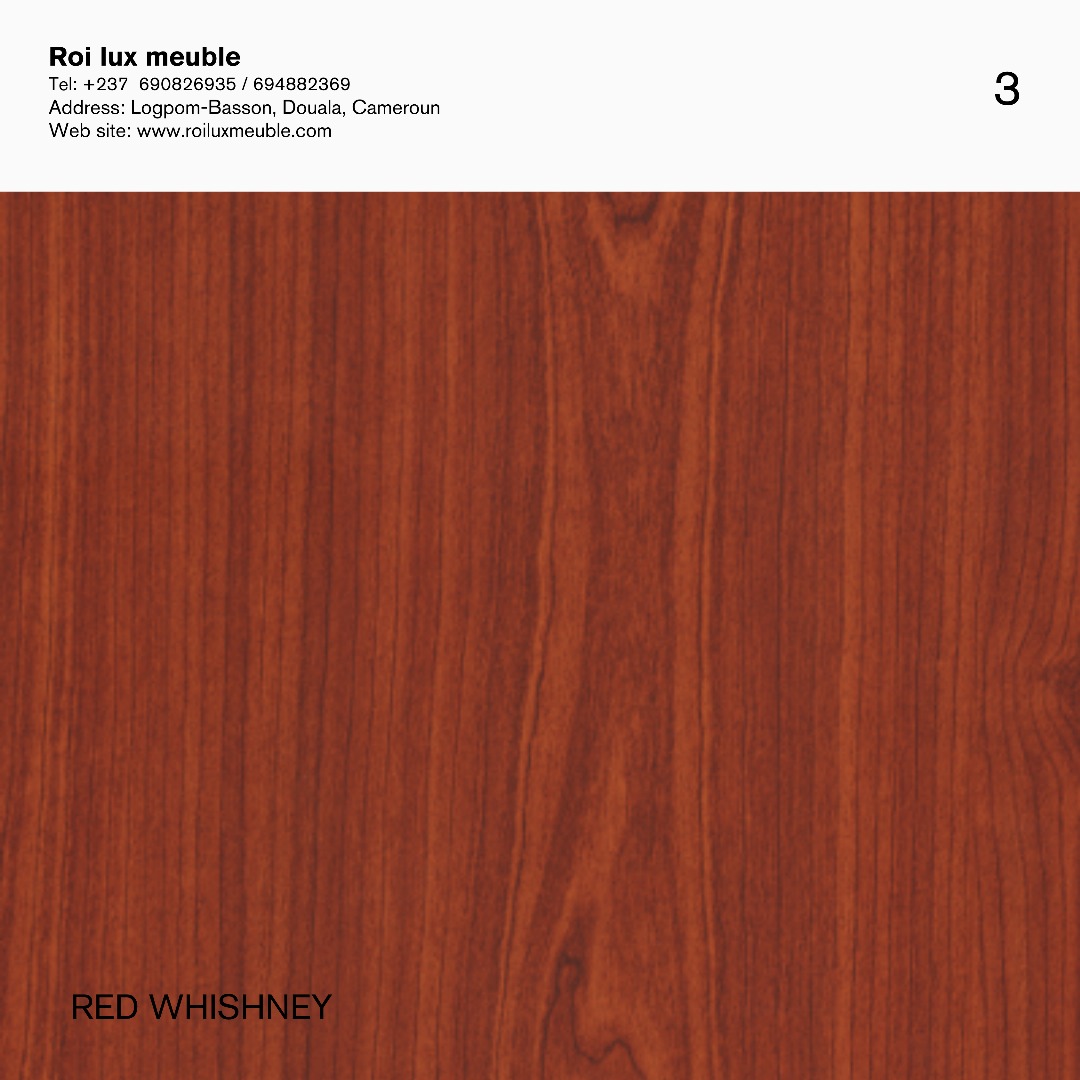 Roi lux meuble
Tel: +237  690826935 / 694882369
Address: Logpom-Basson, Douala, Cameroun
Web site: www.roiluxmeuble.com
3
RED WHISHNEY